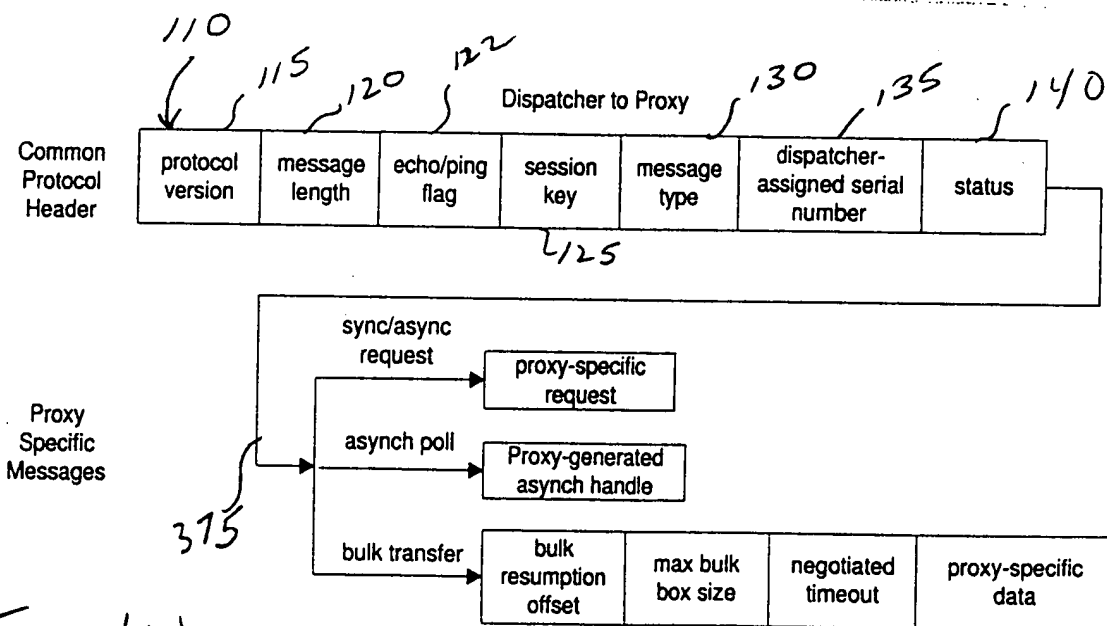 110
115
120
122
130
135
140
Dispatcher to Proxy
Common
Protocol
Header
protocol
version
message
length
echo/ping
flag
session
key
message
type
dispatcher-
assigned serial
number
status
125
sync/async
request
proxy-specific
request
Proxy
Specific
Messages
asynch poll
Proxy-generated
asynch handle
375
bulk transfer
bulk
resumption
offset
max bulk
box size
negotiated
timeout
proxy-specific
data